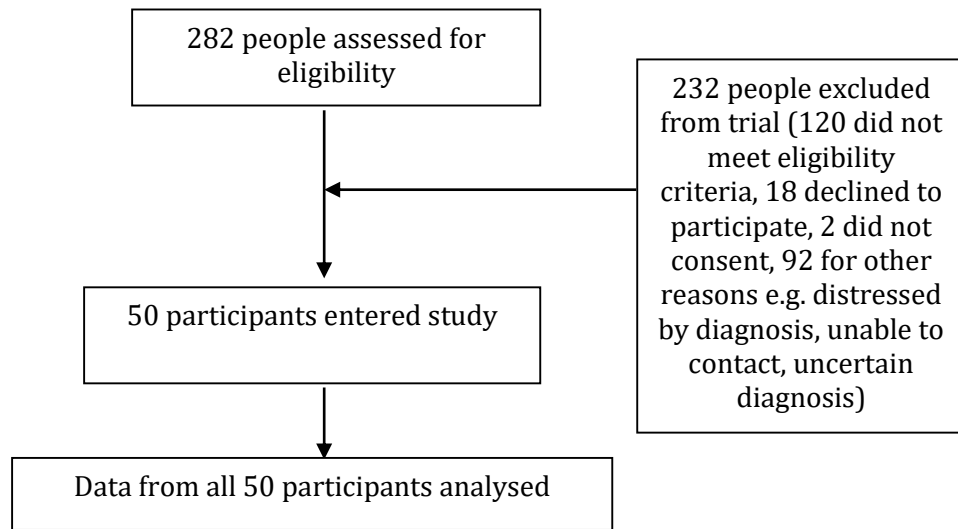 282 people assessed for
eligibility
232 people excluded
from trial (120 did not
meet eligibility
criteria, 18 declined to
participate, 2 did not
consent, 92 for other
reasons e.g. distressed
by diagnosis, unable to
contact, uncertain
diagnosis)
50 participants entered study
Data from all 50 participants analysed